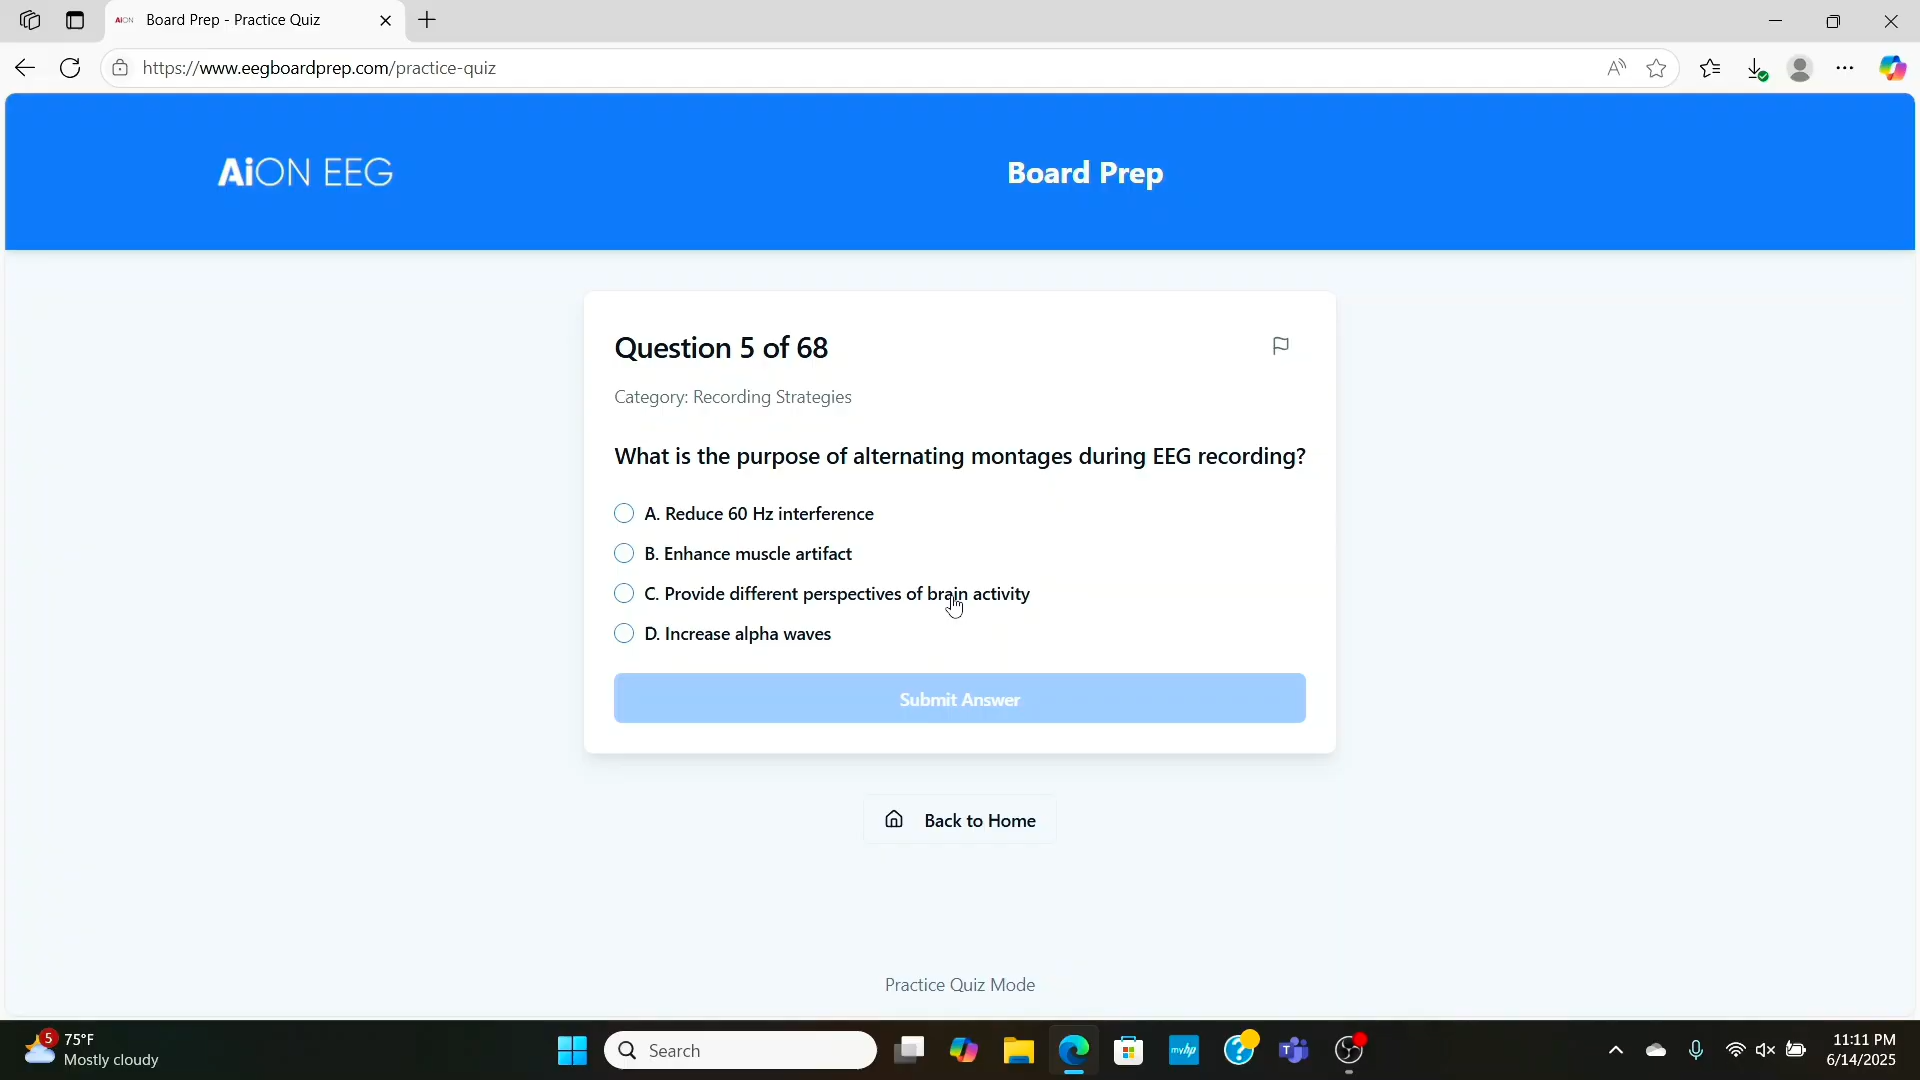 AiON Board Prep - Practice Quiz
https://www.eegboardprep.com/practice-quiz
AiON EEG
Board Prep
Question 5 of 68
Category: Recording Strategies
What is the purpose of alternating montages during EEG recording?
A. Reduce 60 Hz interference
B. Enhance muscle artifact
C. Provide different perspectives of brain activity
D. Increase alpha waves
Submit Answer
Back to Home
Practice Quiz Mode
5
75°F
Mostly cloudy
Search
myhp
11:11 PM
6/14/2025